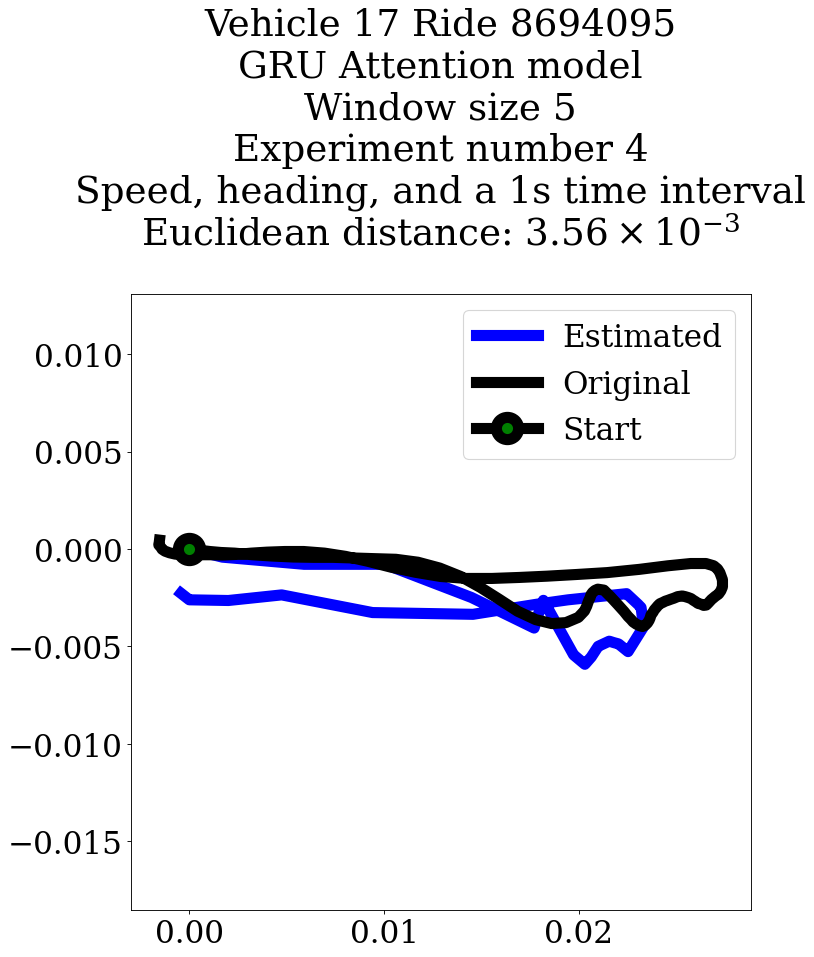 Vehicle 17 Ride 8694095
GRU Attention model
Window size 5
Experiment number 4
Speed, heading, and a 1s time interval
Euclidean distance: 3.56 × 10⁻³
Estimated
Original
Start
0.010
0.005
0.000
−0.005
−0.010
−0.015
0.00
0.01
0.02